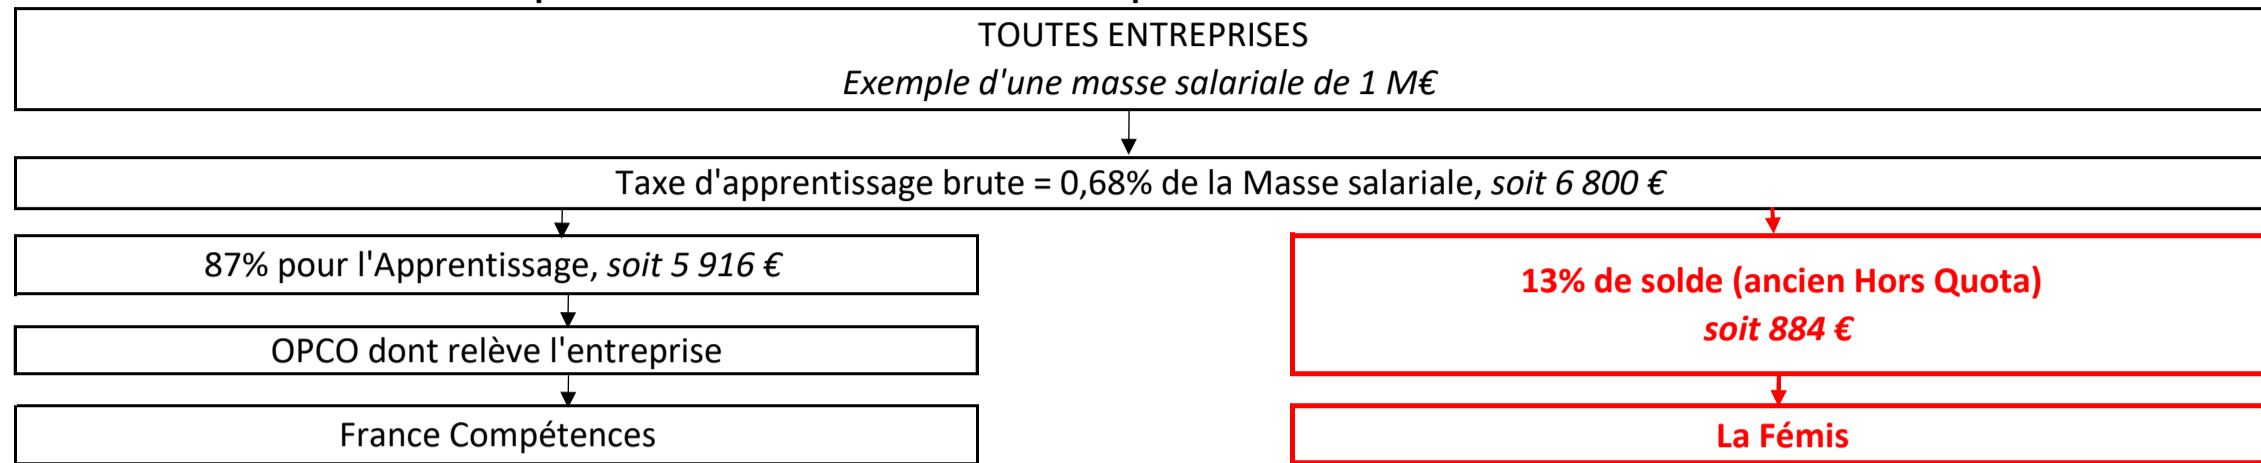 TOUTES ENTREPRISES
Exemple d'une masse salariale de 1 M€
Taxe d'apprentissage brute = 0,68% de la Masse salariale, soit 6 800 €
87% pour l'Apprentissage, soit 5 916 €
13% de solde (ancien Hors Quota)
soit 884 €
OPCO dont relève l'entreprise
France Compétences
La Fémis